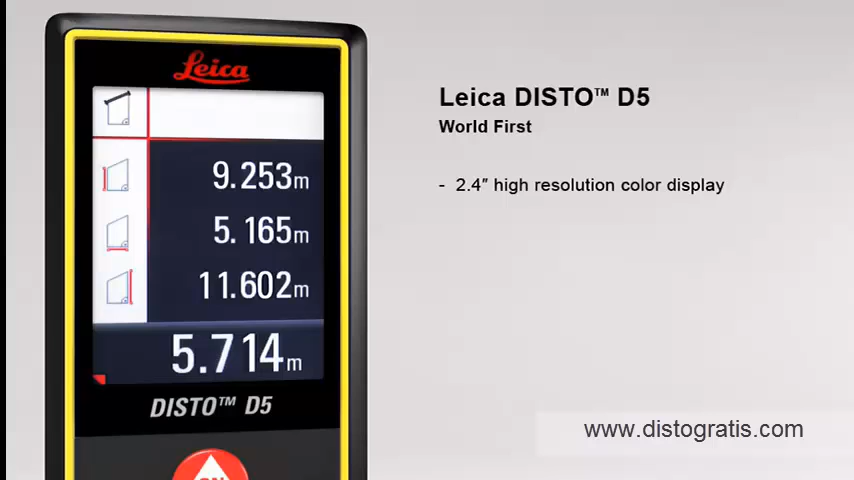 Leica
9.253m
5.165m
11.602m
5.714m
DISTO™ D5
ON
Leica DISTO™ D5
World First
- 2.4" high resolution color display
www.distogratis.com